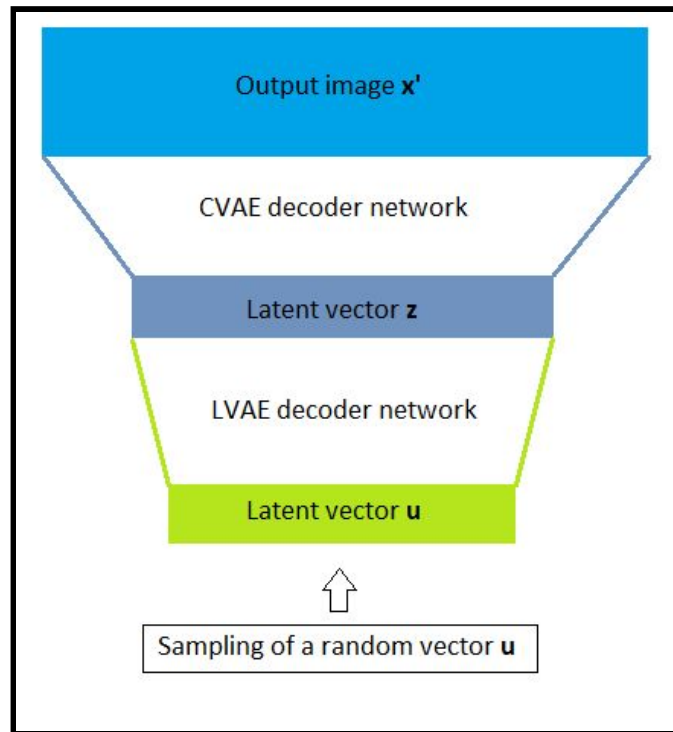 Output image x'
CVAE decoder network
Latent vector z
LVAE decoder network
Latent vector u
Sampling of a random vector u